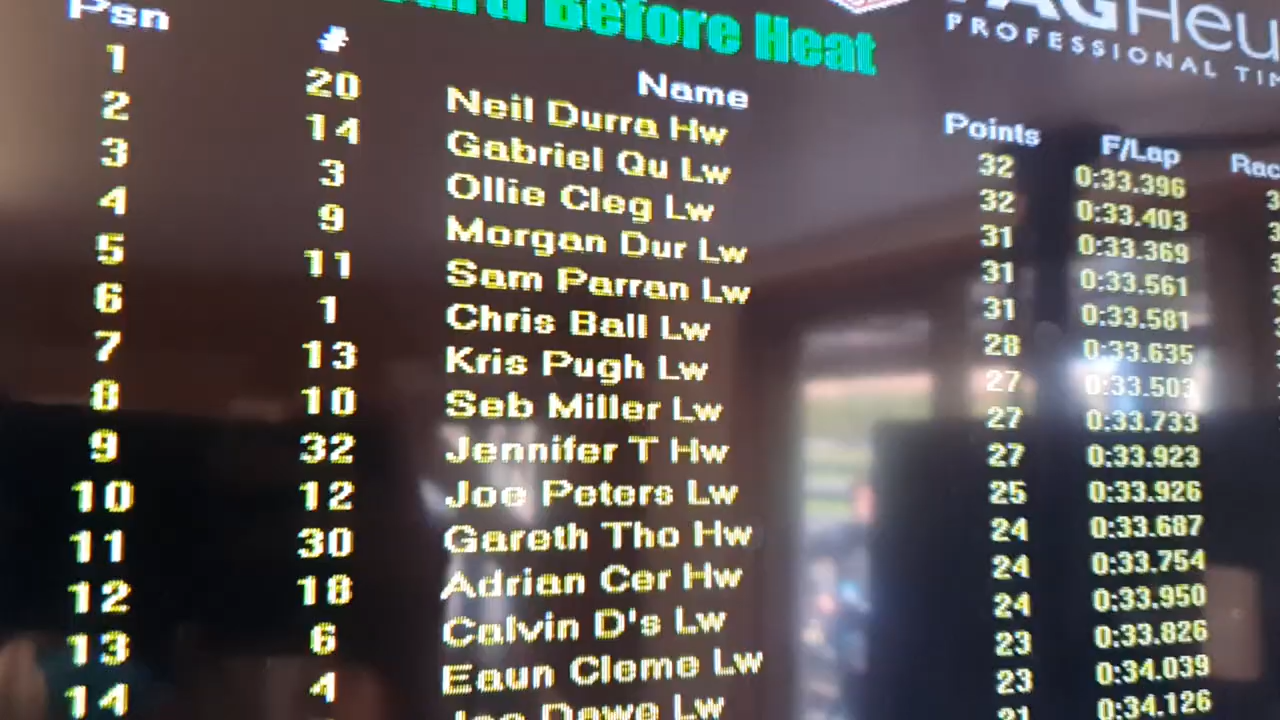 Before Heat
PROFESSIONAL
Psn # Name Points F/Lap
1 20 Neil Durra Hw 32 0:33.396
2 14 Gabriel Qu Lw 32 0:33.403
3 3 Ollie Cleg Lw 31 0:33.369
4 9 Morgan Dur Lw 31 0:33.561
5 11 Sam Parran Lw 31 0:33.581
6 1 Chris Ball Lw 28 0:33.635
7 13 Kris Pugh Lw 27 0:33.503
8 10 Seb Miller Lw 27 0:33.733
9 32 Jennifer T Hw 27 0:33.923
10 12 Joe Peters Lw 25 0:33.926
11 30 Gareth Tho Hw 24 0:33.687
12 18 Adrian Cer Hw 24 0:33.754
13 6 Calvin D's Lw 24 0:33.950
14 4 Eaun Cleme Lw 23 0:33.826
Joe Dawe Lw 23 0:34.039
21 0:34.126